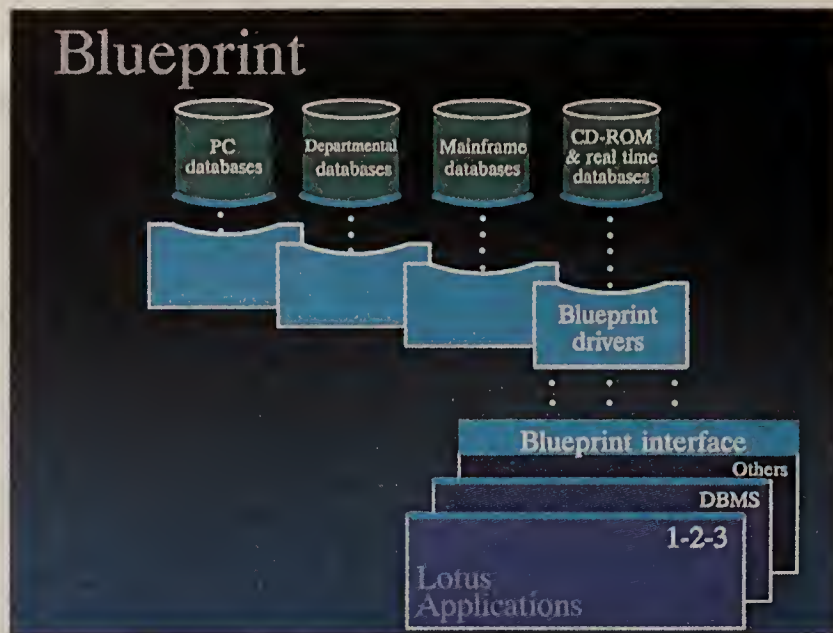 Blueprint
PC
databases
Departmental
databases
Mainframe
databases
CD-ROM
& real time
databases
Blueprint
drivers
Blueprint interface
Others
DBMS
1-2-3
Lotus
Applications